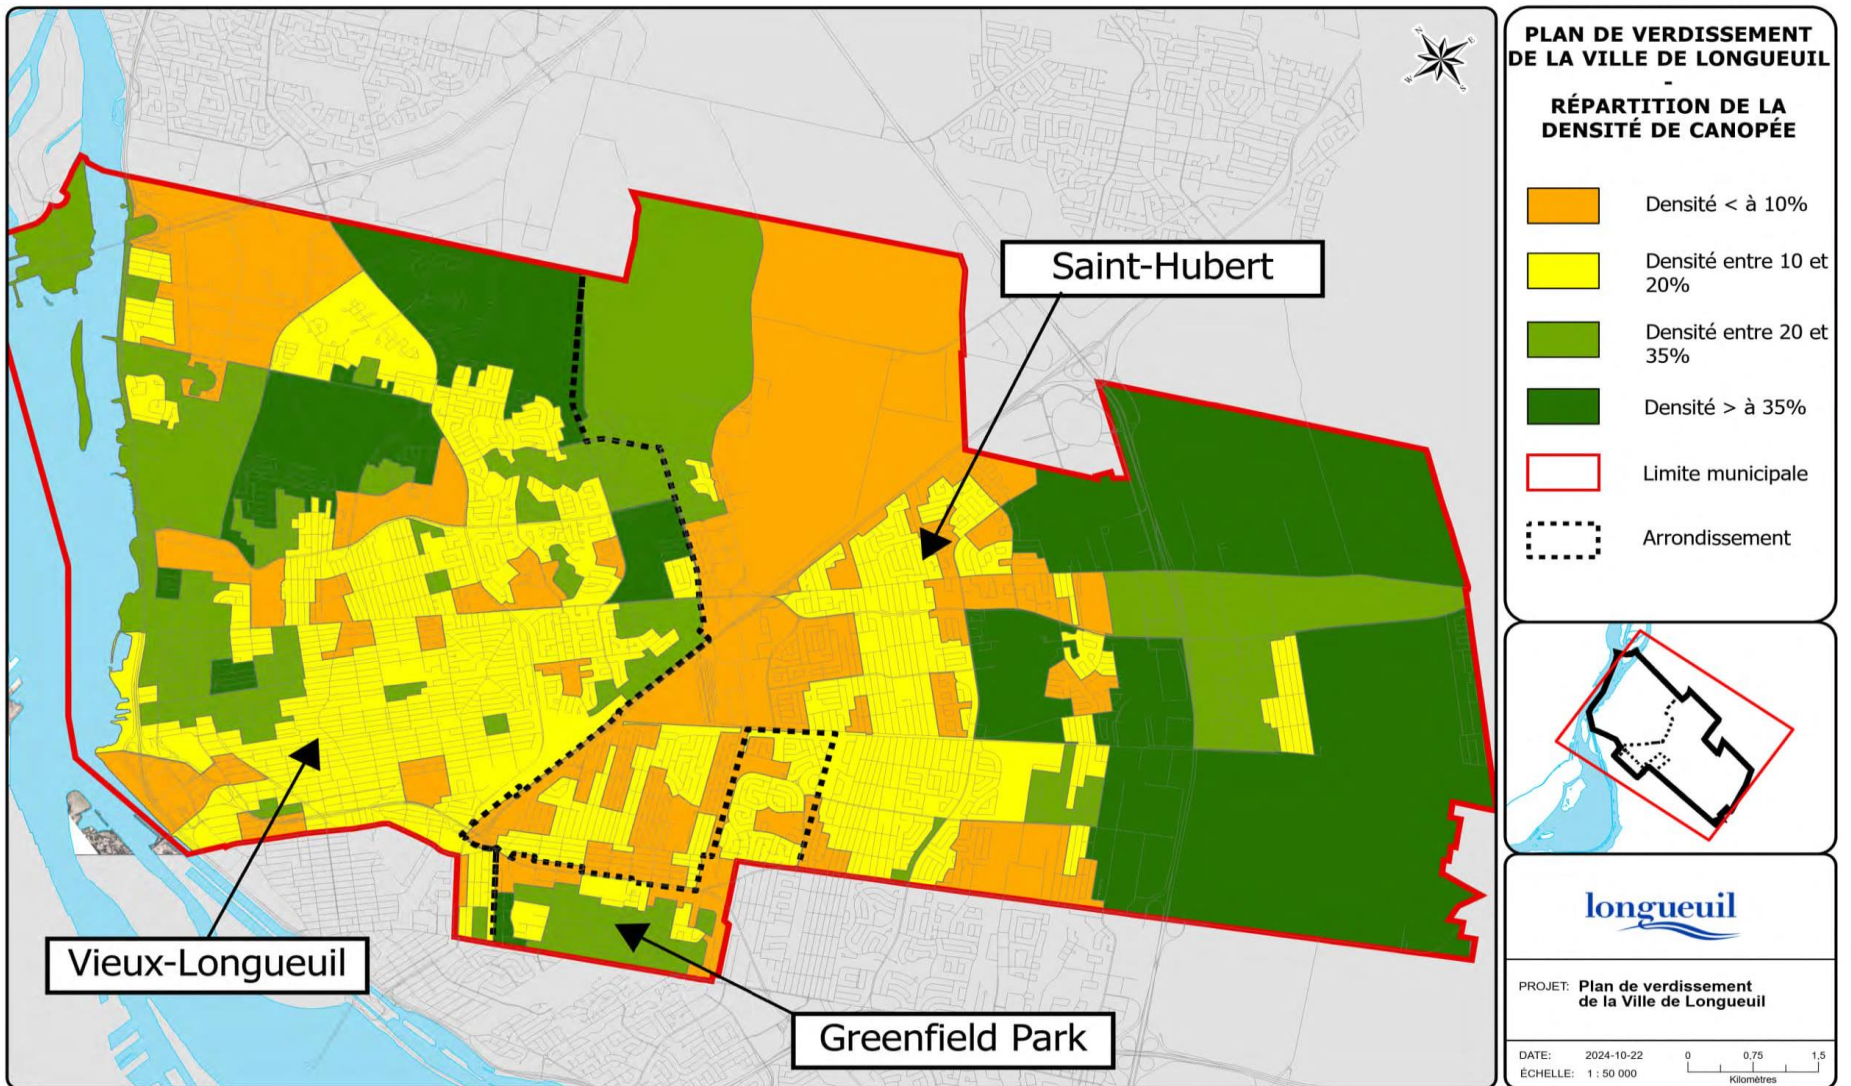 PLAN DE VERDISSEMENT
DE LA VILLE DE LONGUEUIL
-
RÉPARTITION DE LA
DENSITÉ DE CANOPÉE
Densité < à 10%
Densité entre 10 et
20%
Densité entre 20 et
35%
Densité > à 35%
Limite municipale
Arrondissement
N
E
W
S
Saint-Hubert
Vieux-Longueuil
Greenfield Park
longueuil
PROJET: Plan de verdissement
de la Ville de Longueuil
DATE: 2024-10-22
ÉCHELLE: 1 : 50 000
0 0,75 1,5
Kilomètres